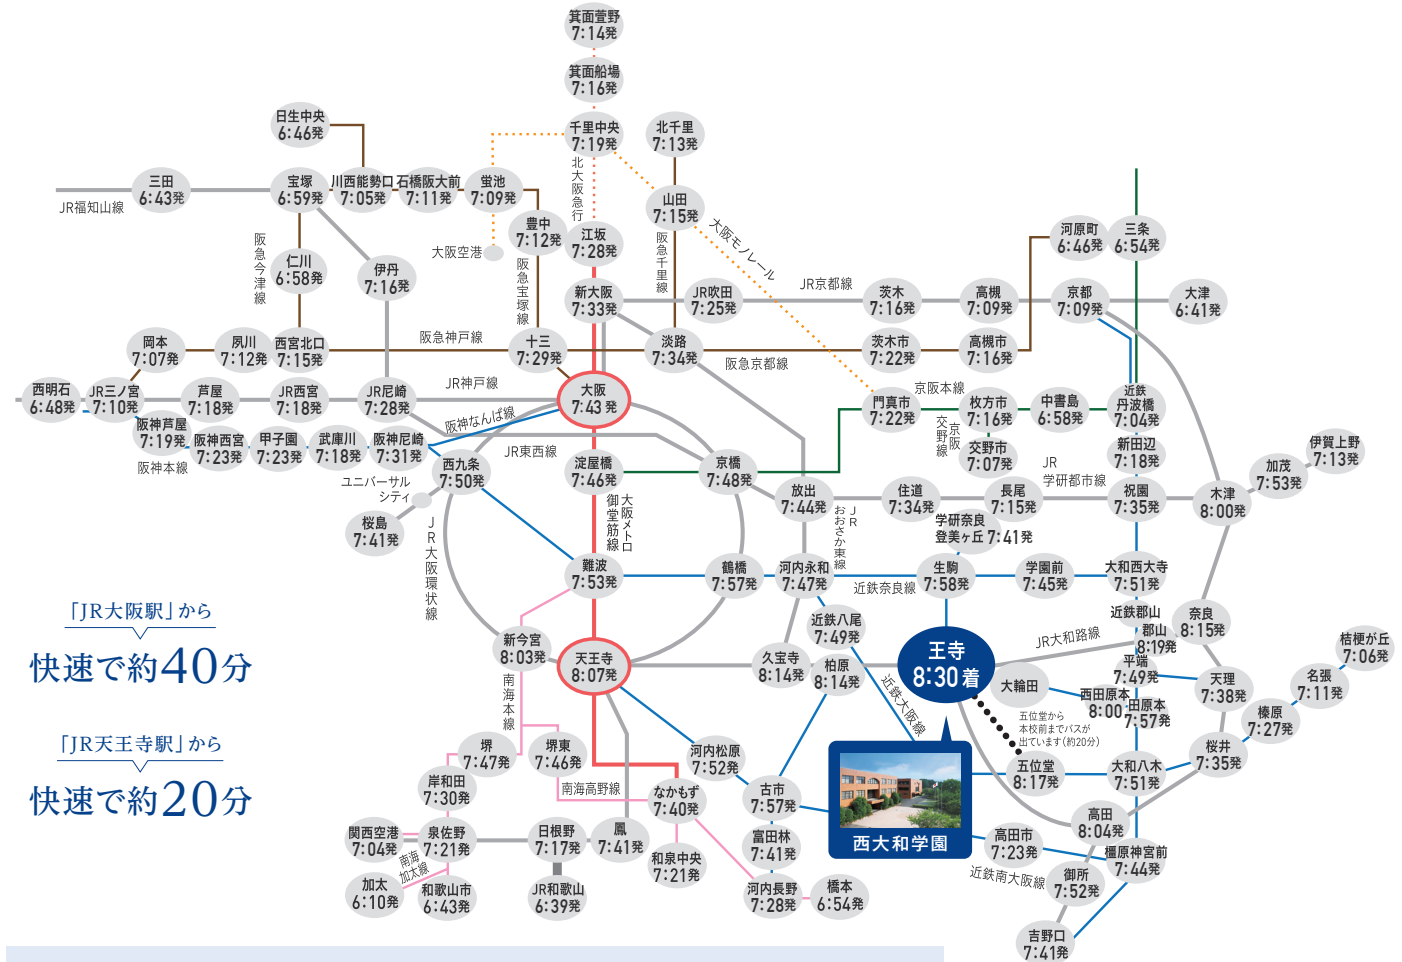 箕面萱野
7:14発
箕面船場
7:16発
日生中央
6:46発
千里中央
7:19発
北千里
7:13発
北大阪急行
三田
6:43発
宝塚
6:59発
川西能勢口
7:05発
石橋阪大前
7:11発
蛍池
7:09発
山田
7:15発
JR福知山線
豊中
7:12発
江坂
7:28発
大阪モノレール
河原町
6:46発
三条
6:54発
阪急今津線
大阪空港
阪急千里線
仁川
6:58発
伊丹
7:16発
阪急宝塚線
新大阪
7:33発
JR吹田
7:25発
JR京都線
茨木
7:16発
高槻
7:09発
京都
7:09発
大津
6:41発
岡本
7:07発
夙川
7:12発
西宮北口
7:15発
阪急神戸線
十三
7:29発
淡路
7:34発
阪急京都線
茨木市
7:22発
高槻市
7:16発
西明石
6:48発
JR三ノ宮
7:10発
芦屋
7:18発
JR西宮
7:18発
JR尼崎
7:28発
JR神戸線
大阪
7:43発
京阪本線
門真市
7:22発
枚方市
7:16発
中書島
6:58発
近鉄
丹波橋
7:04発
阪神芦屋
7:19発
阪神西宮
7:23発
甲子園
7:23発
武庫川
7:18発
阪神尼崎
7:31発
阪神なんば線
阪神本線
JR東西線
京阪
交野線
交野市
7:07発
新田辺
7:18発
伊賀上野
7:13発
加茂
7:53発
西九条
7:50発
淀屋橋
7:46発
京橋
7:48発
JR
学研都市線
ユニバーサル
シティ
桜島
7:41発
JR大阪環状線
大阪メトロ
御堂筋線
放出
7:44発
住道
7:34発
長尾
7:15発
祝園
7:35発
木津
8:00発
JR
おおさか東線
学研奈良
登美ヶ丘 7:41発
難波
7:53発
鶴橋
7:57発
河内永和
7:47発
近鉄奈良線
生駒
7:58発
学園前
7:45発
大和西大寺
7:51発
「JR大阪駅」から
快速で約40分
近鉄八尾
7:49発
近鉄郡山
郡山
8:19発
奈良
8:15発
桔梗が丘
7:06発
新今宮
8:03発
天王寺
8:07発
久宝寺
8:14発
柏原
8:14発
王寺
8:30着
JR大和路線
平端
7:49発
天理
7:38発
名張
7:11発
南海本線
近鉄大阪線
大輪田
西田原本
8:00発
田原本
7:57発
榛原
7:27発
五位堂から
本校前までバスが
出ています(約20分)
「JR天王寺駅」から
快速で約20分
堺
7:47発
堺東
7:46発
河内松原
7:52発
五位堂
8:17発
大和八木
7:51発
桜井
7:35発
岸和田
7:30発
南海高野線
なかもず
7:40発
古市
7:57発
西大和学園
高田
8:04発
関西空港
7:04発
泉佐野
7:21発
日根野
7:17発
鳳
7:41発
富田林
7:41発
高田市
7:23発
橿原神宮前
7:44発
南海
加太線
和泉中央
7:21発
近鉄南大阪線
御所
7:52発
加太
6:10発
和歌山市
6:43発
JR和歌山
6:39発
河内長野
7:28発
橋本
6:54発
吉野口
7:41発